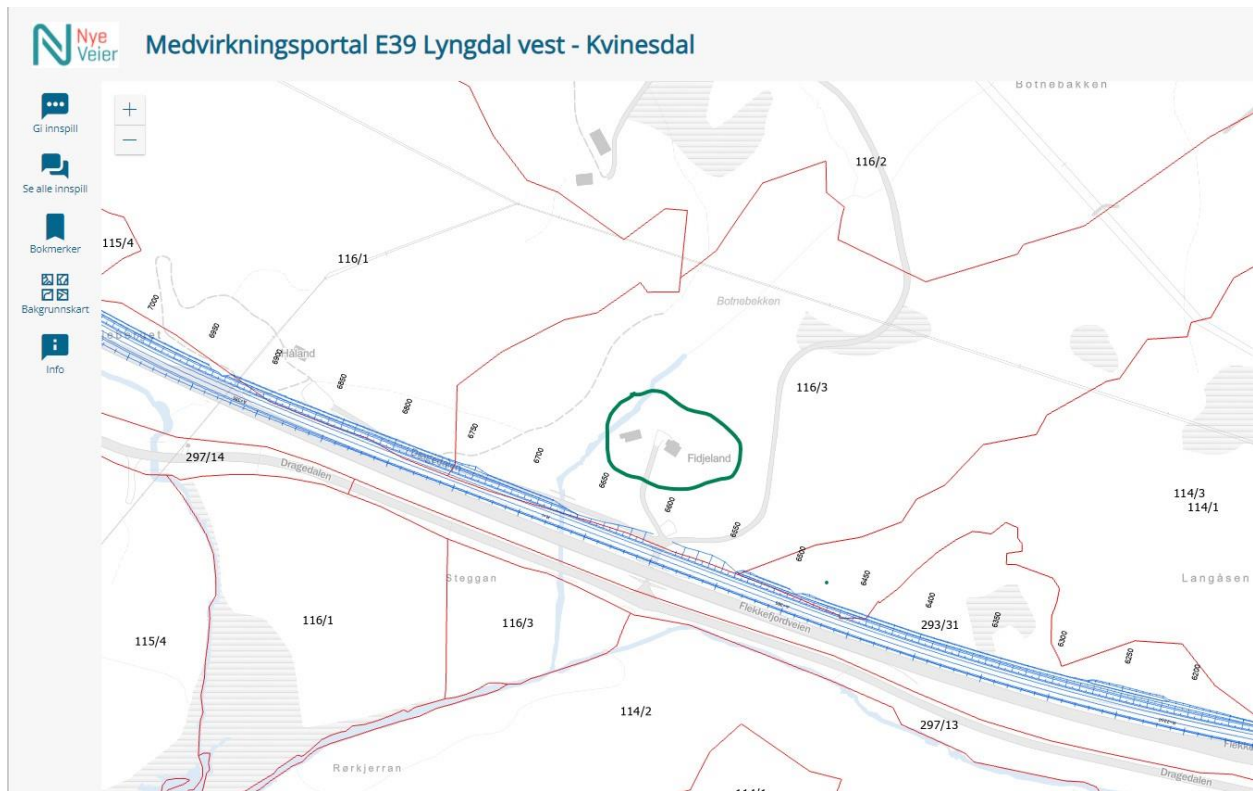 Nye
Veier
Medvirkningsportal E39 Lyngdal vest - Kvinesdal
Gi innspill
Se alle innspill
Bokmerker
Bakgrunnskart
Info
+
−
Botnebakken
116/2
115/4
116/1
7000
6950
6900
6850
6800
6750
6700
6650
6600
6550
6500
6450
6400
6350
6300
6250
6200
Håland
Botnebekken
116/3
Fidjeland
297/14
Dragedalen
114/3
114/1
Langåsen
Steggan
Flekkefjordveien
293/31
115/4
116/1
116/3
114/2
297/13
Rørkjerran
Dragedalen